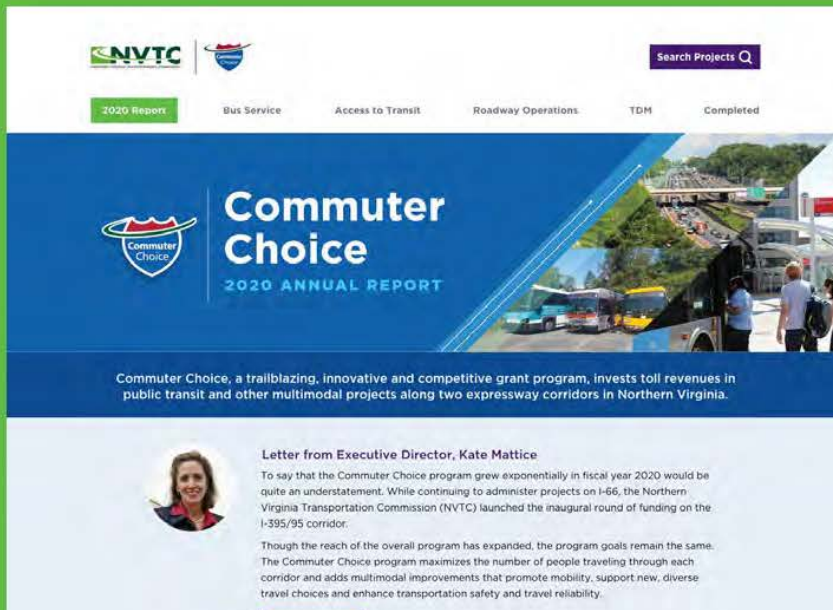 NVTC
Commuter
Choice
Search Projects
2020 Report
Bus Service
Access to Transit
Roadway Operations
TDM
Completed
Commuter
Choice
Commuter
Choice
2020 ANNUAL REPORT
Commuter Choice, a trailblazing, innovative and competitive grant program, invests toll revenues in
public transit and other multimodal projects along two expressway corridors in Northern Virginia.
Letter from Executive Director, Kate Mattice
To say that the Commuter Choice program grew exponentially in fiscal year 2020 would be
quite an understatement. While continuing to administer projects on I-66, the Northern
Virginia Transportation Commission (NVTC) launched the inaugural round of funding on the
I-395/95 corridor.
Though the reach of the overall program has expanded, the program goals remain the same.
The Commuter Choice program maximizes the number of people traveling through each
corridor and adds multimodal improvements that promote mobility, support new, diverse
travel choices and enhance transportation safety and travel reliability.